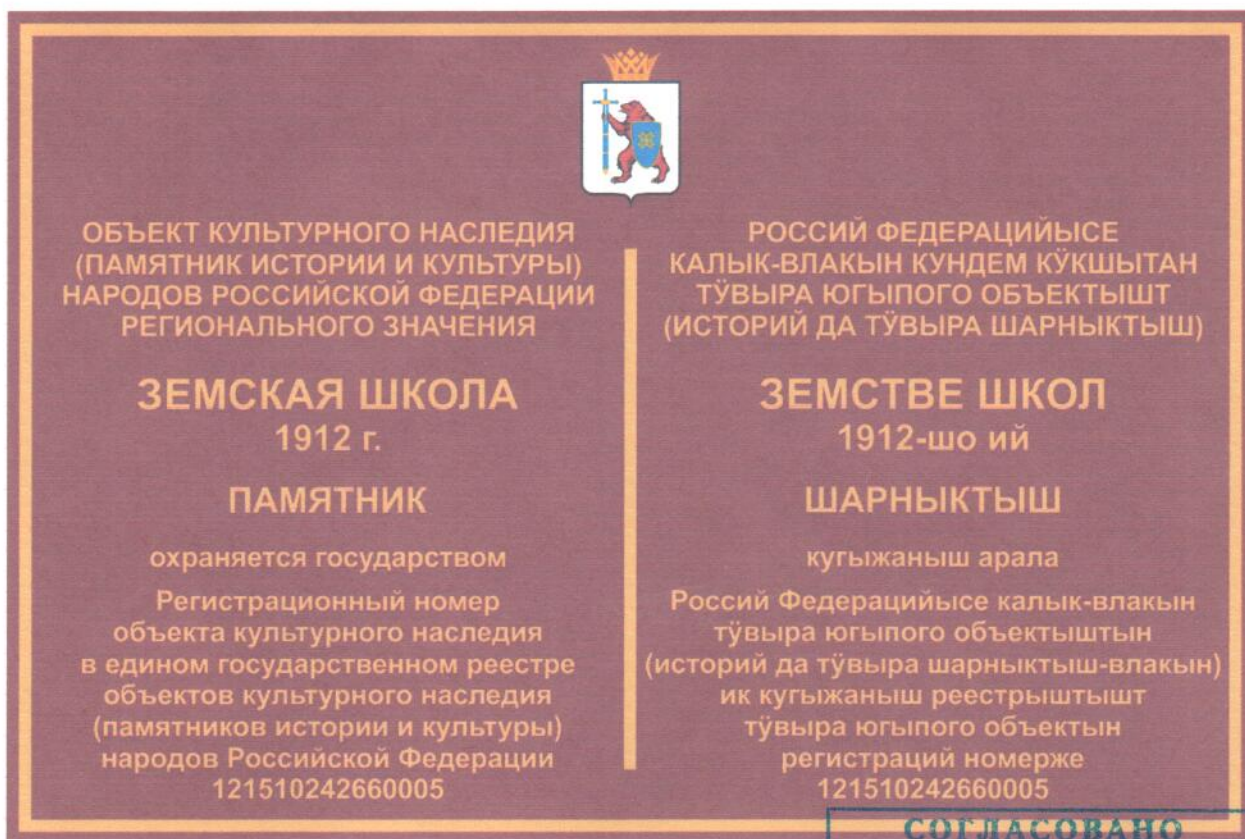 ОБЪЕКТ КУЛЬТУРНОГО НАСЛЕДИЯ
(ПАМЯТНИК ИСТОРИИ И КУЛЬТУРЫ)
НАРОДОВ РОССИЙСКОЙ ФЕДЕРАЦИИ
РЕГИОНАЛЬНОГО ЗНАЧЕНИЯ
ЗЕМСКАЯ ШКОЛА
1912 г.
ПАМЯТНИК
охраняется государством
Регистрационный номер
объекта культурного наследия
в едином государственном реестре
объектов культурного наследия
(памятников истории и культуры)
народов Российской Федерации
121510242660005
РОССИЙ ФЕДЕРАЦИЙЫСЕ
КАЛЫК-ВЛАКЫН КУНДЕМ КӰКШЫТАН
ТӰВЫРА ЮГЫПОГО ОБЪЕКТЫШТ
(ИСТОРИЙ ДА ТӰВЫРА ШАРНЫКТЫШ)
ЗЕМСТВЕ ШКОЛ
1912-шо ий
ШАРНЫКТЫШ
кугыжаныш арала
Россий Федерацийысе калык-влакын
тӱвыра югыпого объектыштын
(историй да тӱвыра шарныктыш-влакын)
ик кугыжаныш реестрыштышт
тӱвыра югыпого объектын
регистраций номерже
121510242660005
СОГЛАСОВАНО